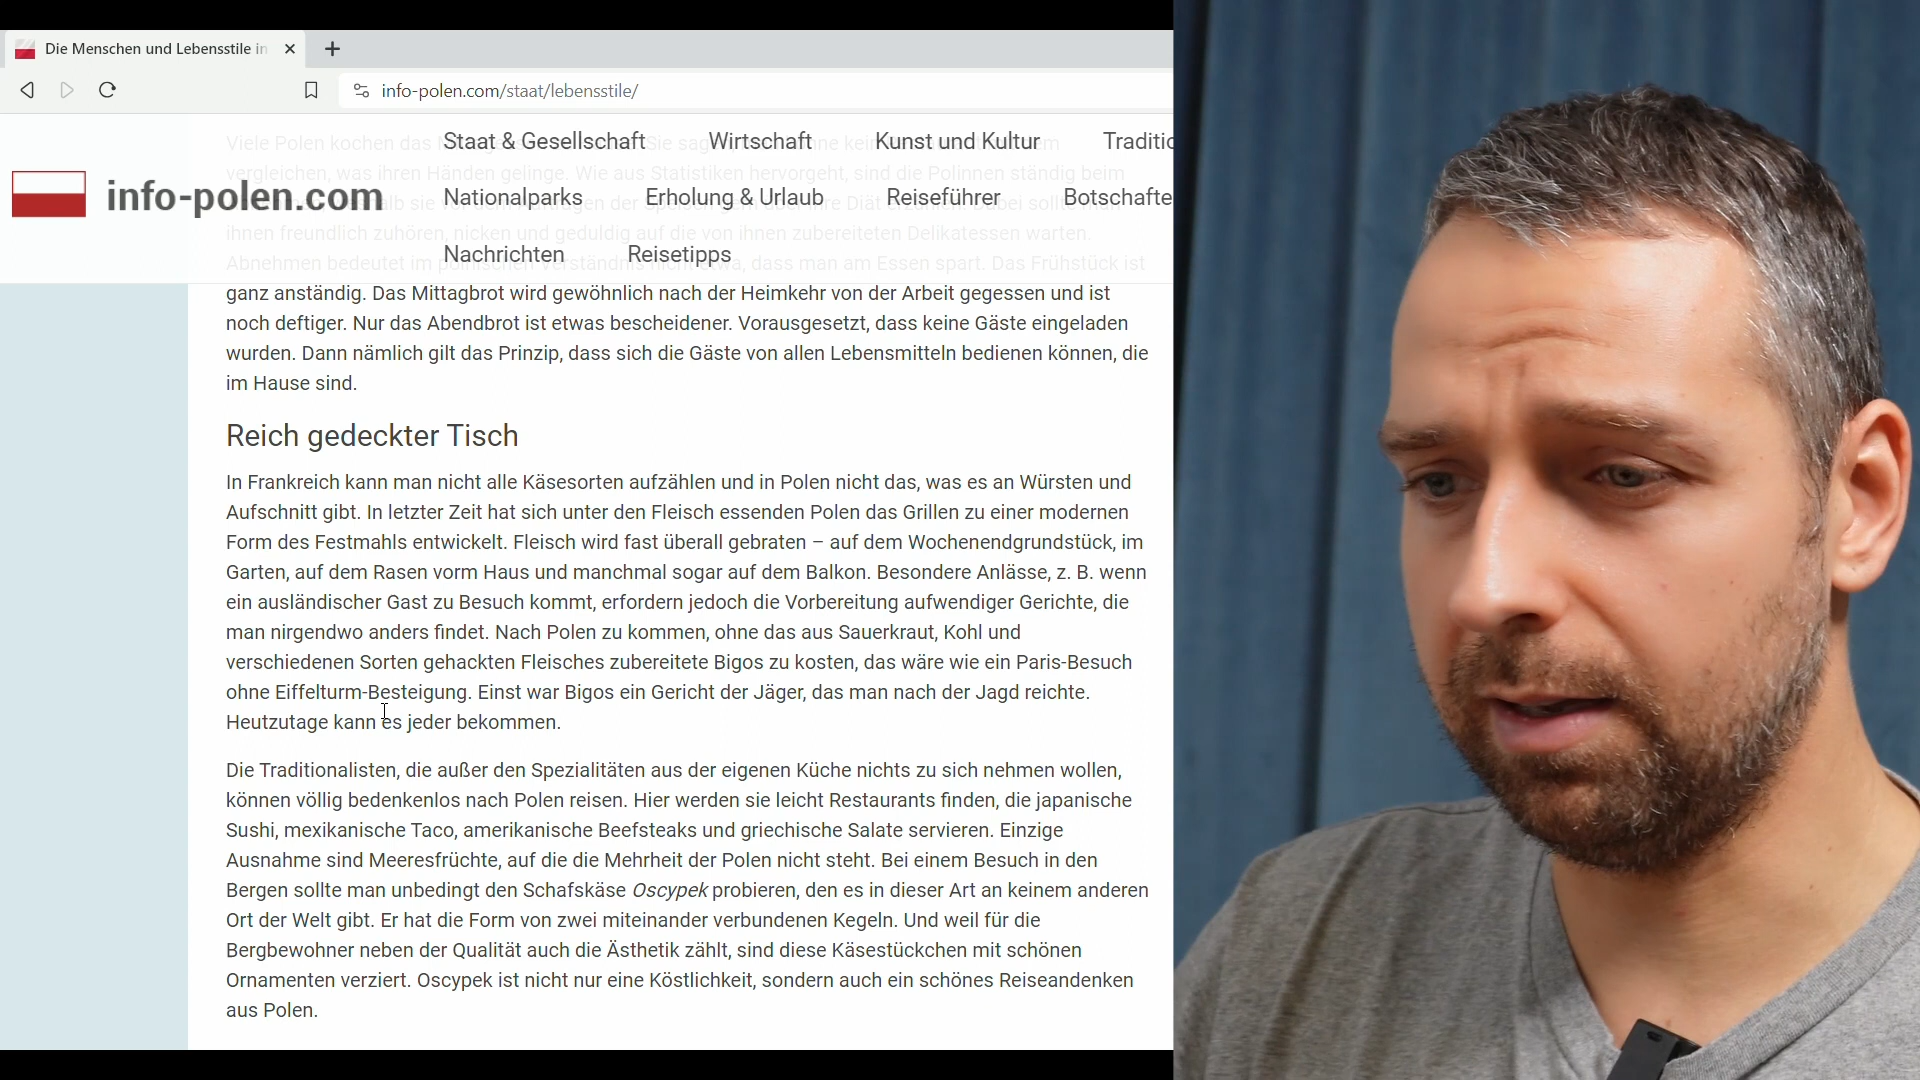 Die Menschen und Lebensstile in
info-polen.com/staat/lebensstile/
Staat & Gesellschaft Wirtschaft Kunst und Kultur Traditio
info-polen.com
Nationalparks Erholung & Urlaub Reiseführer Botschafte
Nachrichten Reisetipps
Viele Polen kochen das
vergleichen, was ihren Händen gelinge. Wie aus Statistiken hervorgeht, sind die Polinnen ständig beim
ihnen freundlich zuhören, nicken und geduldig auf die von ihnen zubereiteten Delikatessen warten.
Abnehmen bedeutet im polnischen Verständnis nicht etwa, dass man am Essen spart. Das Frühstück ist
ganz anständig. Das Mittagbrot wird gewöhnlich nach der Heimkehr von der Arbeit gegessen und ist
noch deftiger. Nur das Abendbrot ist etwas bescheidener. Vorausgesetzt, dass keine Gäste eingeladen
wurden. Dann nämlich gilt das Prinzip, dass sich die Gäste von allen Lebensmitteln bedienen können, die
im Hause sind.
Reich gedeckter Tisch
In Frankreich kann man nicht alle Käsesorten aufzählen und in Polen nicht das, was es an Würsten und
Aufschnitt gibt. In letzter Zeit hat sich unter den Fleisch essenden Polen das Grillen zu einer modernen
Form des Festmahls entwickelt. Fleisch wird fast überall gebraten – auf dem Wochenendgrundstück, im
Garten, auf dem Rasen vorm Haus und manchmal sogar auf dem Balkon. Besondere Anlässe, z. B. wenn
ein ausländischer Gast zu Besuch kommt, erfordern jedoch die Vorbereitung aufwendiger Gerichte, die
man nirgendwo anders findet. Nach Polen zu kommen, ohne das aus Sauerkraut, Kohl und
verschiedenen Sorten gehackten Fleisches zubereitete Bigos zu kosten, das wäre wie ein Paris-Besuch
ohne Eiffelturm-Besteigung. Einst war Bigos ein Gericht der Jäger, das man nach der Jagd reichte.
Heutzutage kann es jeder bekommen.
Die Traditionalisten, die außer den Spezialitäten aus der eigenen Küche nichts zu sich nehmen wollen,
können völlig bedenkenlos nach Polen reisen. Hier werden sie leicht Restaurants finden, die japanische
Sushi, mexikanische Taco, amerikanische Beefsteaks und griechische Salate servieren. Einzige
Ausnahme sind Meeresfrüchte, auf die die Mehrheit der Polen nicht steht. Bei einem Besuch in den
Bergen sollte man unbedingt den Schafskäse Oscypek probieren, den es in dieser Art an keinem anderen
Ort der Welt gibt. Er hat die Form von zwei miteinander verbundenen Kegeln. Und weil für die
Bergbewohner neben der Qualität auch die Ästhetik zählt, sind diese Käsestückchen mit schönen
Ornamenten verziert. Oscypek ist nicht nur eine Köstlichkeit, sondern auch ein schönes Reiseandenken
aus Polen.